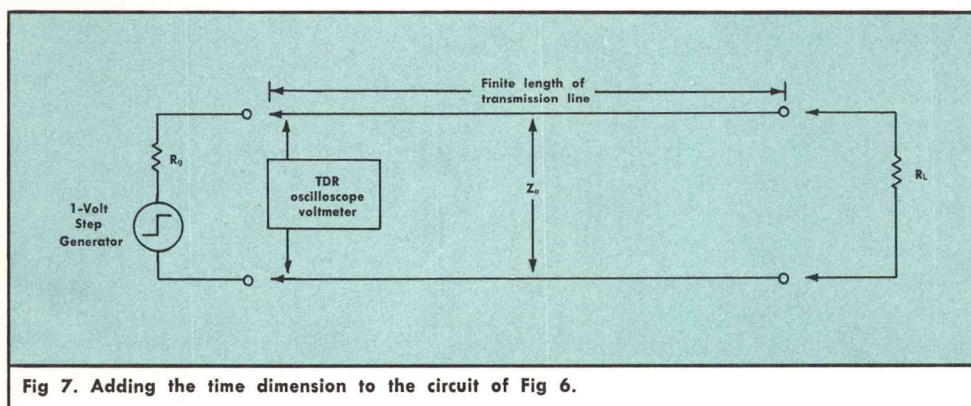 Finite length of
transmission line
Rg
TDR
oscilloscope
voltmeter
Zo
RL
1-Volt
Step
Generator
Fig 7. Adding the time dimension to the circuit of Fig 6.